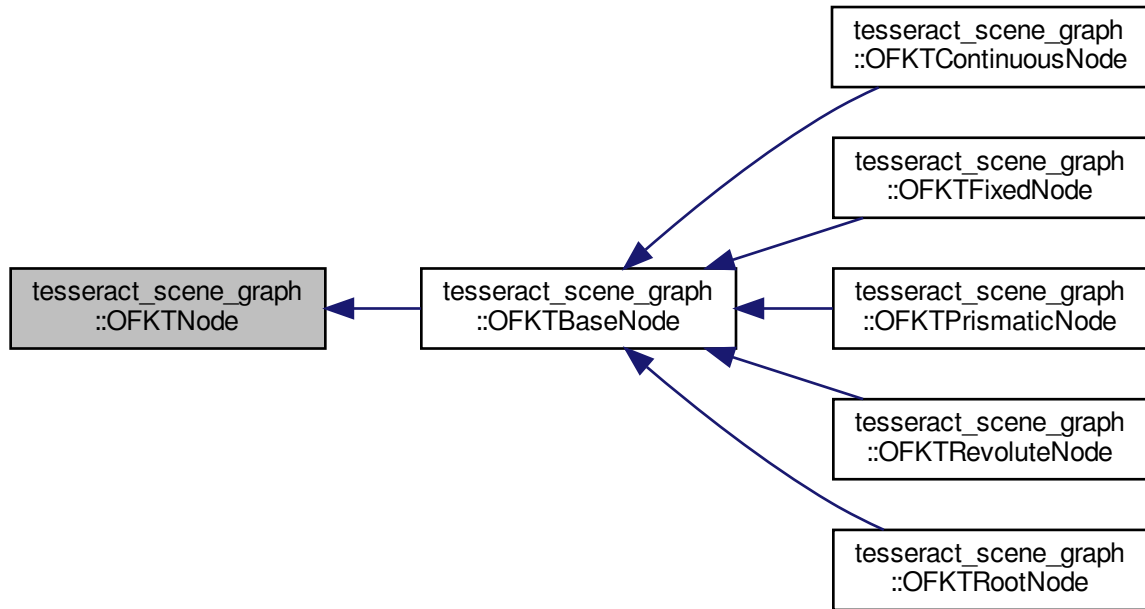 tesseract_scene_graph
::OFKTNode
tesseract_scene_graph
::OFKTBaseNode
tesseract_scene_graph
::OFKTContinuousNode
tesseract_scene_graph
::OFKTFixedNode
tesseract_scene_graph
::OFKTPrismaticNode
tesseract_scene_graph
::OFKTRevoluteNode
tesseract_scene_graph
::OFKTRootNode